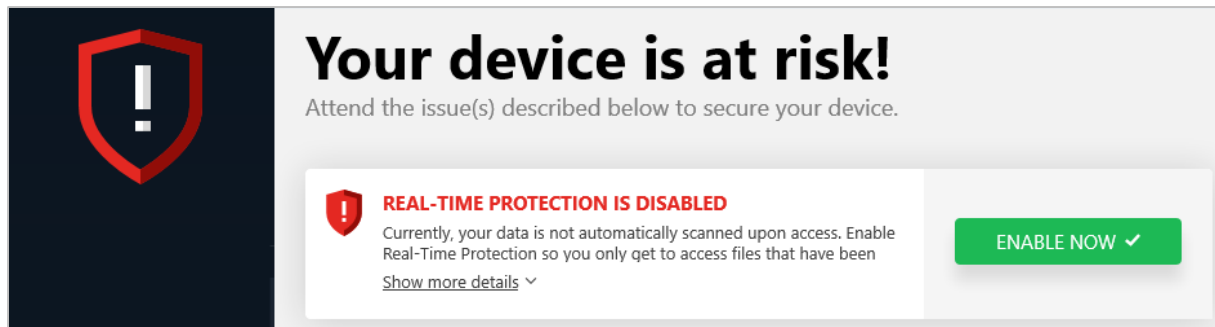 Your device is at risk!
Attend the issue(s) described below to secure your device.
REAL-TIME PROTECTION IS DISABLED
Currently, your data is not automatically scanned upon access. Enable
Real-Time Protection so you only get to access files that have been
Show more details
ENABLE NOW